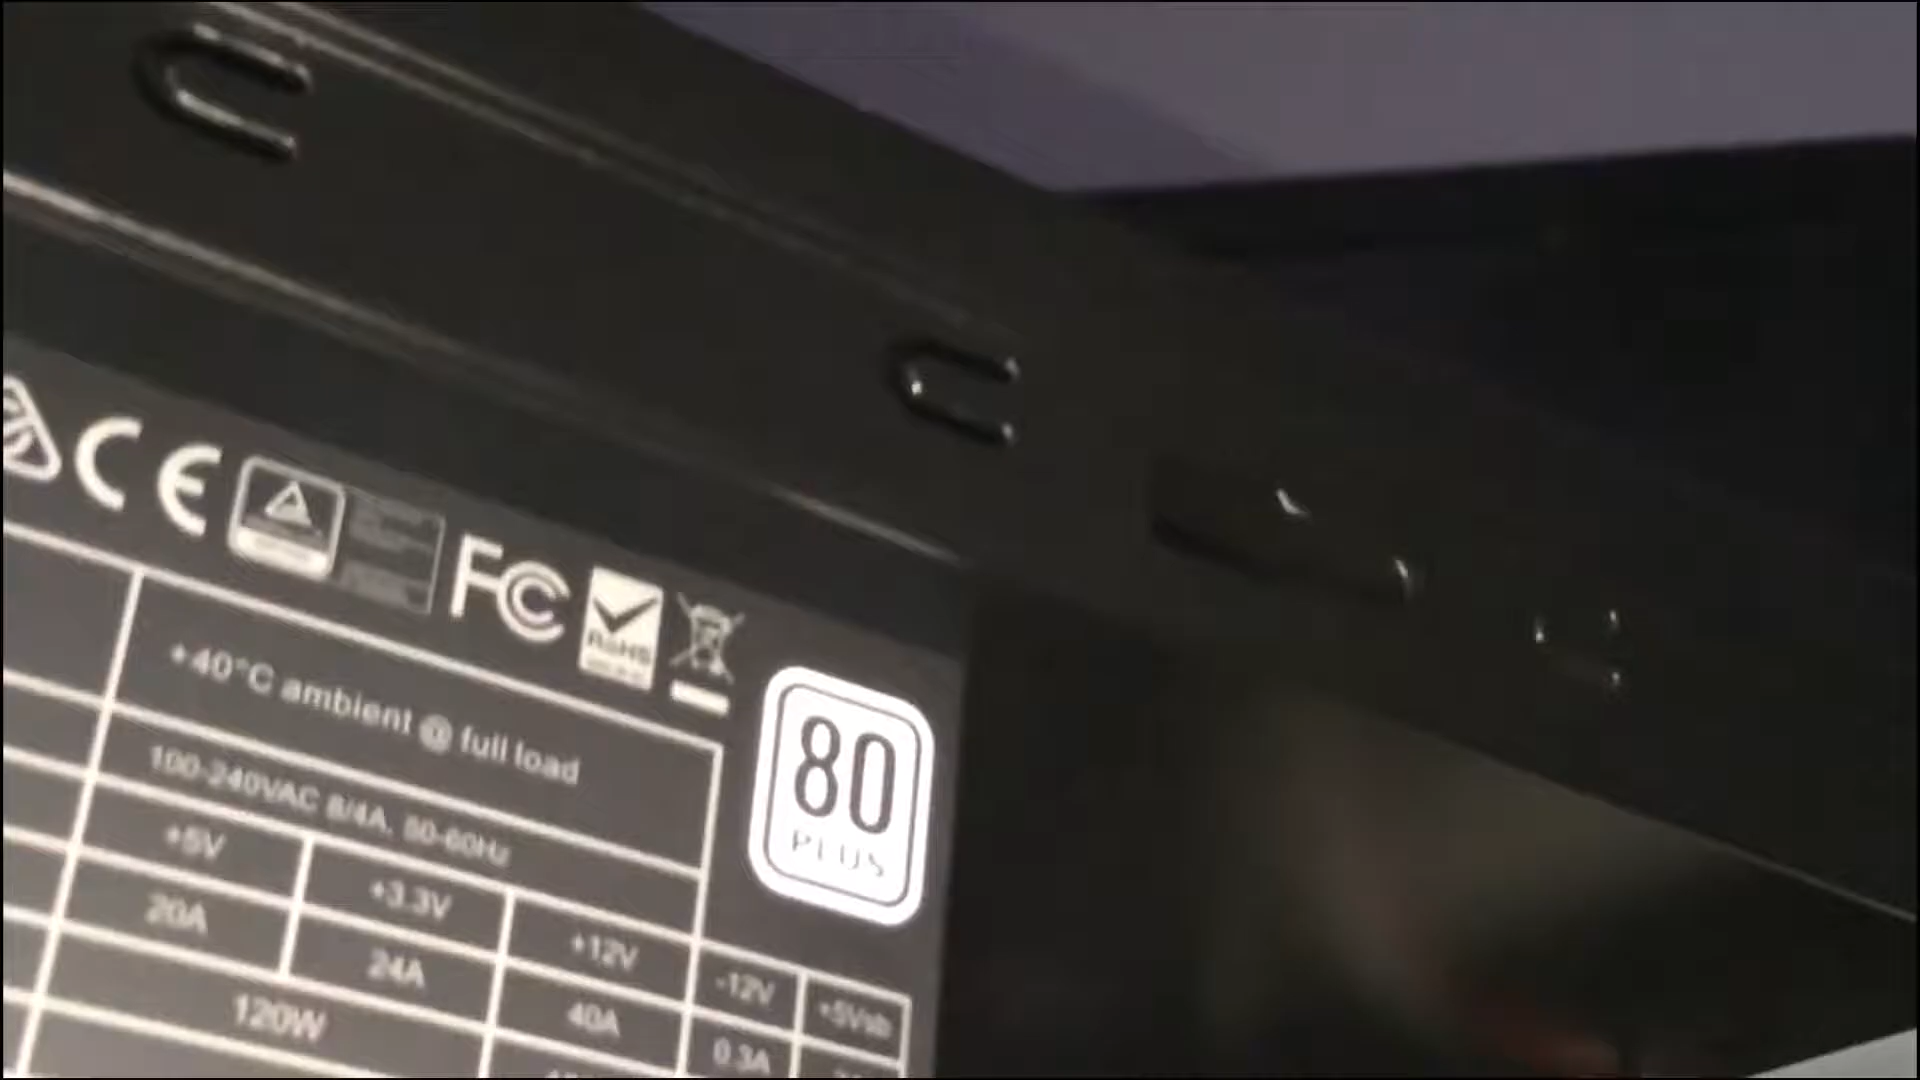 CE
FC
RoHS
+40°C ambient @ full load
80
PLUS
100-240VAC 8/4A, 50-60Hz
+5V +3.3V +12V -12V +5Vsb
20A 24A 40A 0.3A
120W